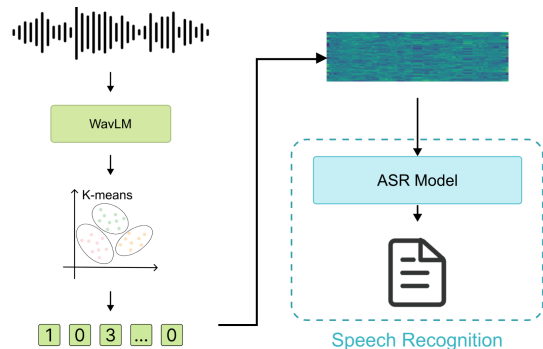 WavLM
K-means
1 0 3 ... 0
ASR Model
Speech Recognition